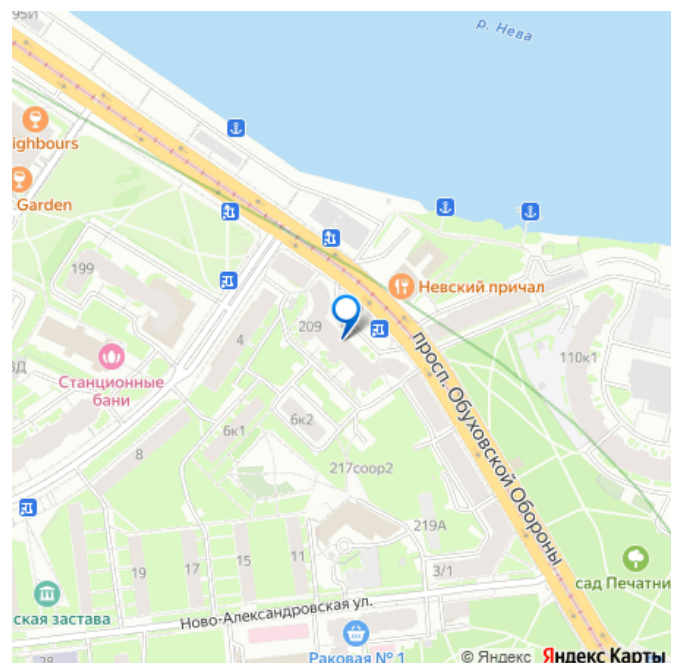 95И
р. Нева
ighbours
Garden
199
209
4
Невский причал
просп. Обуховской Обороны
110к1
3Д
Станционные
бани
6к2
6к1
8
217соор2
219А
11
15
17
19
3/1
сад Печатни
ская застава
Ново-Александровская ул.
28
Раковая № 1
© Яндекс Яндекс Карты